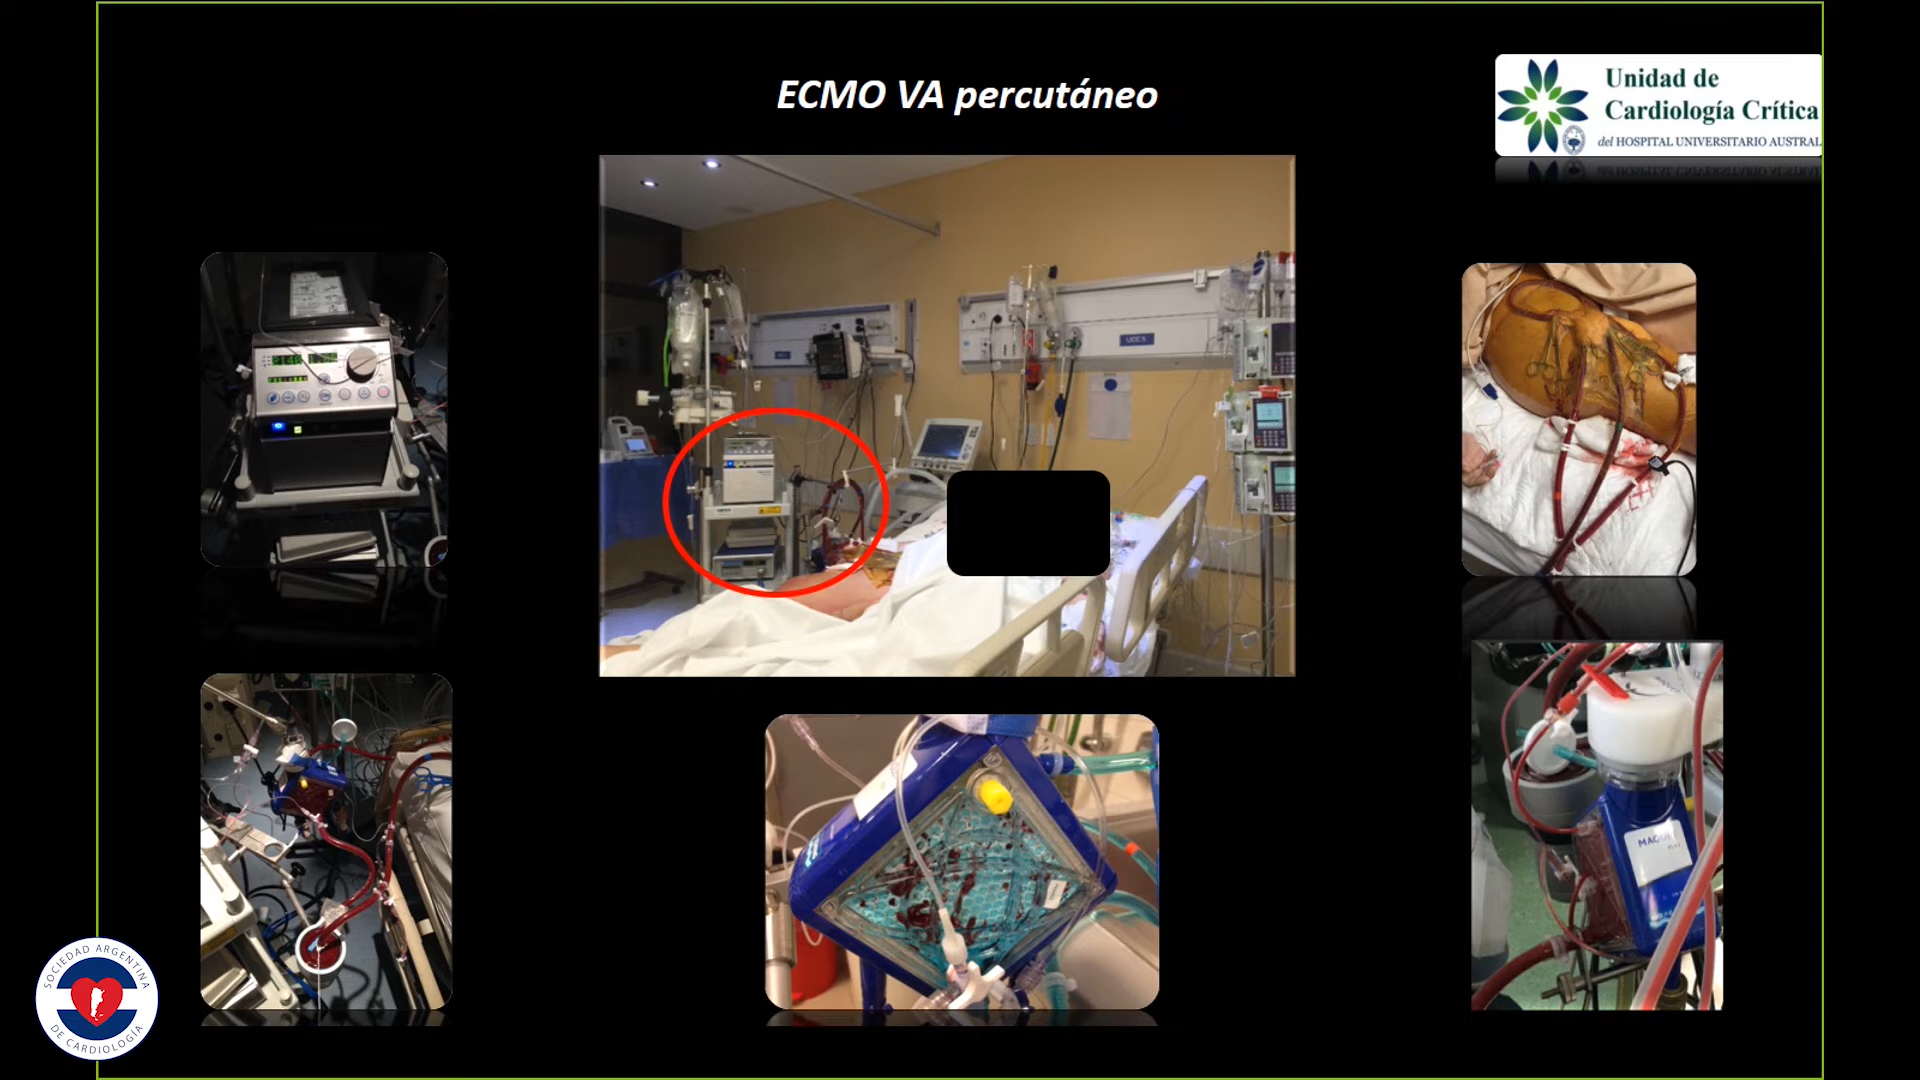 ECMO VA percutáneo
Unidad de
Cardiología Crítica
del HOSPITAL UNIVERSITARIO AUSTRAL
SOCIEDAD ARGENTINA
DE CARDIOLOGÍA